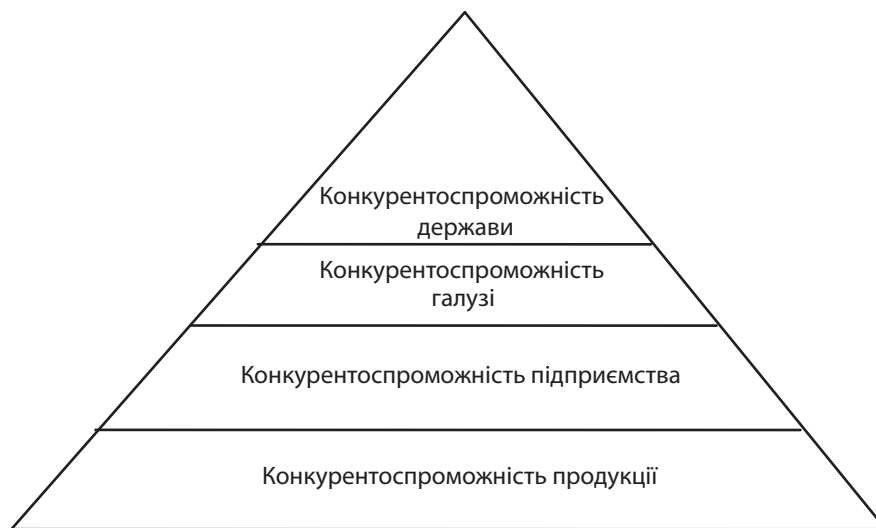 Конкурентоспроможність
держави
Конкурентоспроможність
галузі
Конкурентоспроможність підприємства
Конкурентоспроможність продукції